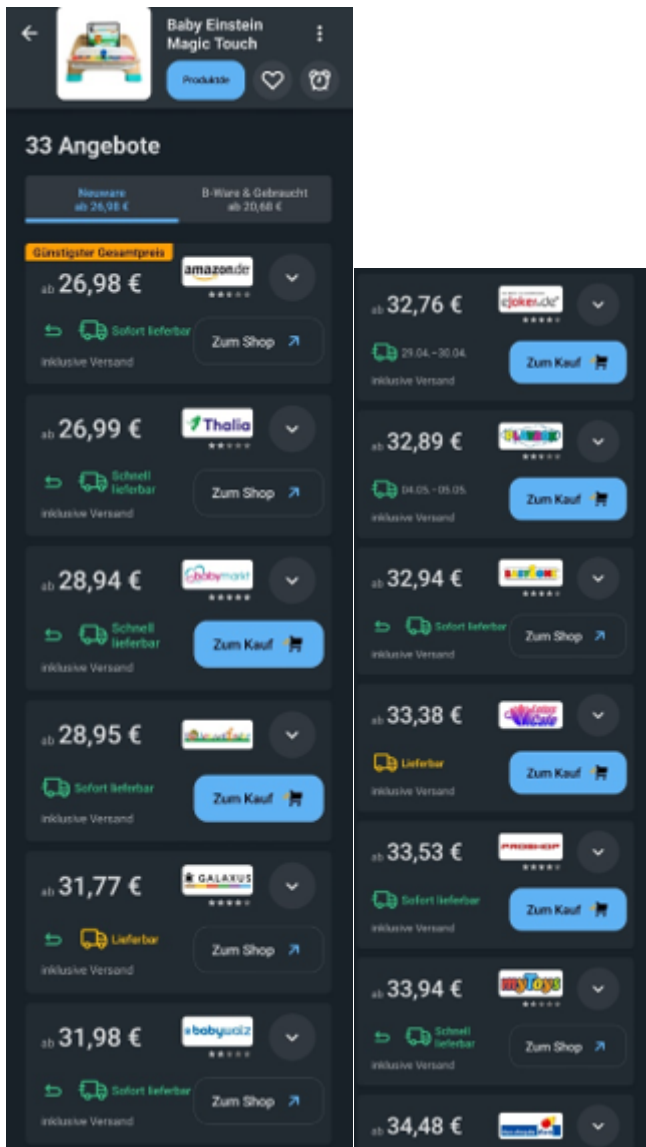 Baby Einstein
Magic Touch
33 Angebote
Neuware
ab 26,98 €
B-Ware & Gebraucht
ab 20,68 €
Günstigster Gesamtpreis
ab 26,98 €
amazon.de
Sofort lieferbar
Zum Shop
inklusive Versand
ab 26,99 €
Thalia
Schnell
lieferbar
Zum Shop
inklusive Versand
ab 28,94 €
babymarkt
Schnell
lieferbar
Zum Kauf
inklusive Versand
ab 28,95 €
Sofort lieferbar
Zum Kauf
inklusive Versand
ab 31,77 €
GALAXUS
Lieferbar
Zum Shop
inklusive Versand
ab 31,98 €
babywalz
Sofort lieferbar
Zum Shop
inklusive Versand
ab 32,76 €
ejoker.de
29.04.–30.04.
Zum Kauf
inklusive Versand
ab 32,89 €
04.05.–05.05.
Zum Kauf
inklusive Versand
ab 32,94 €
Sofort lieferbar
Zum Shop
inklusive Versand
ab 33,38 €
Lieferbar
Zum Kauf
inklusive Versand
ab 33,53 €
PROSHOP
Sofort lieferbar
Zum Kauf
inklusive Versand
ab 33,94 €
myToys
Schnell
lieferbar
Zum Shop
inklusive Versand
ab 34,48 €